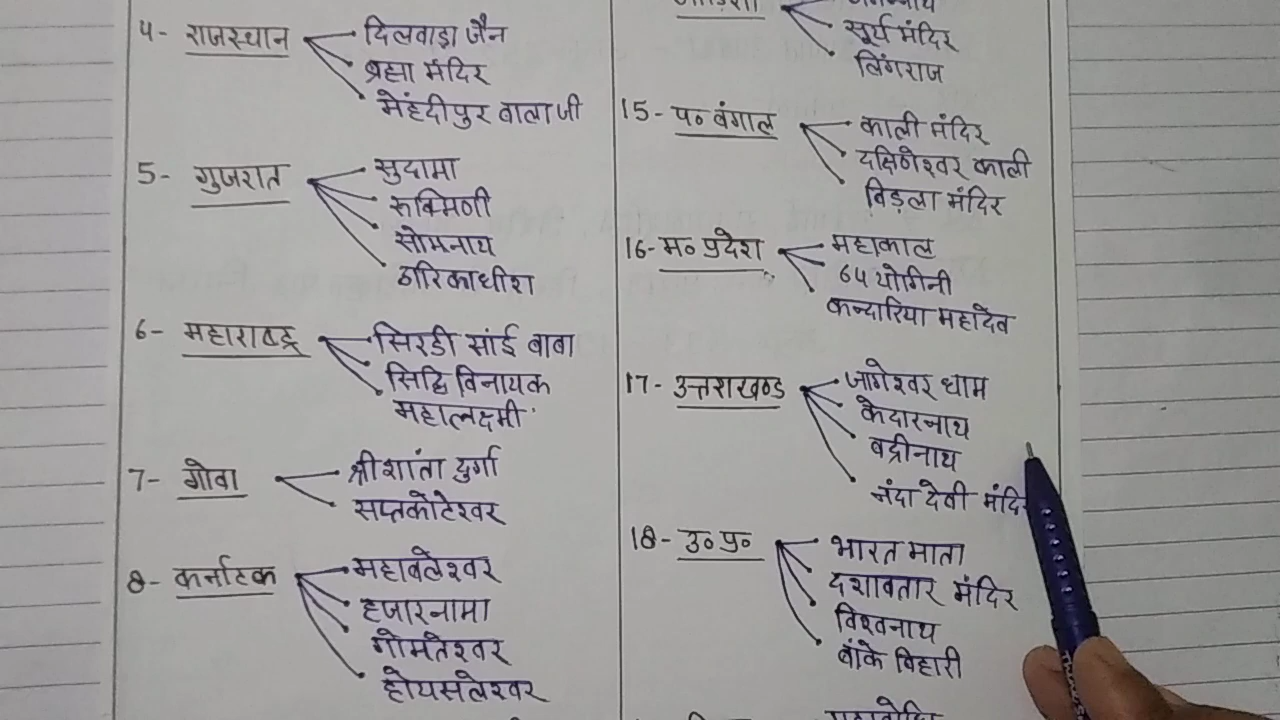 4- राजस्थान
दिलवाड़ा जैन
ब्रह्मा मंदिर
मेंहदीपुर बालाजी
5- गुजरात
सुदामा
रुक्मिणी
सोमनाथ
द्वारिकाधीश
6- महाराष्ट्र
सिरडी सांई बाबा
सिद्धि विनायक
महालक्ष्मी
7- गोवा
श्री शांता दुर्गा
सप्तकोटेश्वर
8- कर्नाटक
महाबलेश्वर
हजारनामा
गोमतेश्वर
होयसलेश्वर
सूर्य मंदिर
लिंगराज
15- प० बंगाल
काली मंदिर
दक्षिणेश्वर काली
बिड़ला मंदिर
16- म० प्रदेश
महाकाल
64 योगिनी
कन्दारिया महादेव
17- उत्तराखण्ड
जागेश्वर धाम
केदारनाथ
बद्रीनाथ
नंदा देवी मंदिर
18- उ० प्र०
भारत माता
दशावतार मंदिर
विश्वनाथ
बांके बिहारी